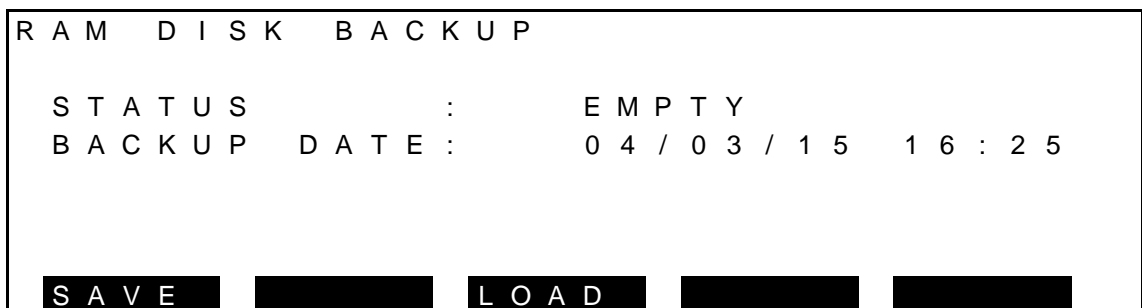 RAM DISK BACKUP
STATUS : EMPTY
BACKUP DATE: 04/03/15 16:25
SAVE LOAD